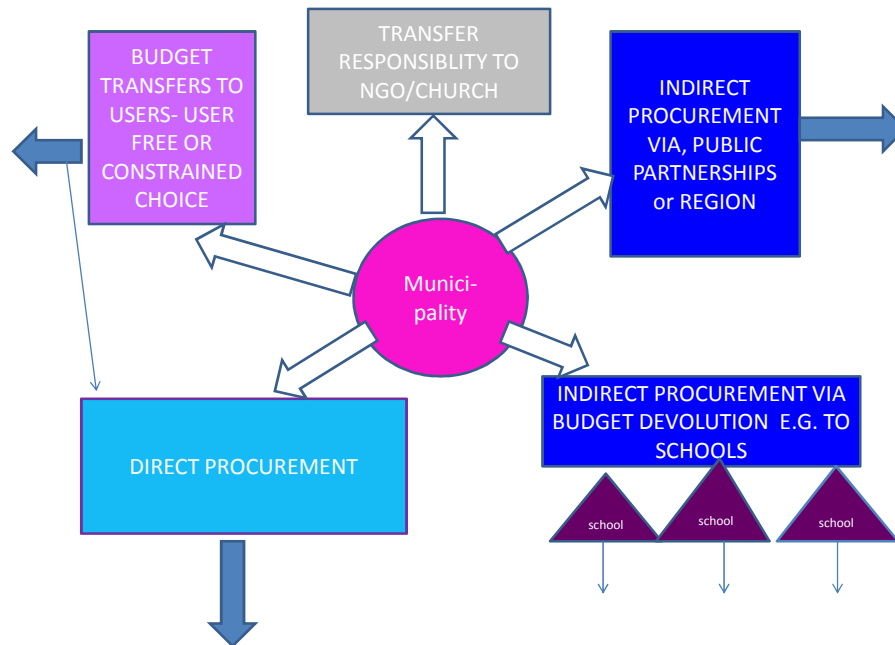 BUDGET
TRANSFERS TO
USERS- USER
FREE OR
CONSTRAINED
CHOICE
TRANSFER
RESPONSIBLITY TO
NGO/CHURCH
INDIRECT
PROCUREMENT
VIA, PUBLIC
PARTNERSHIPS
or REGION
Munici-
pality
DIRECT PROCUREMENT
INDIRECT PROCUREMENT VIA
BUDGET DEVOLUTION E.G. TO
SCHOOLS
school
school
school